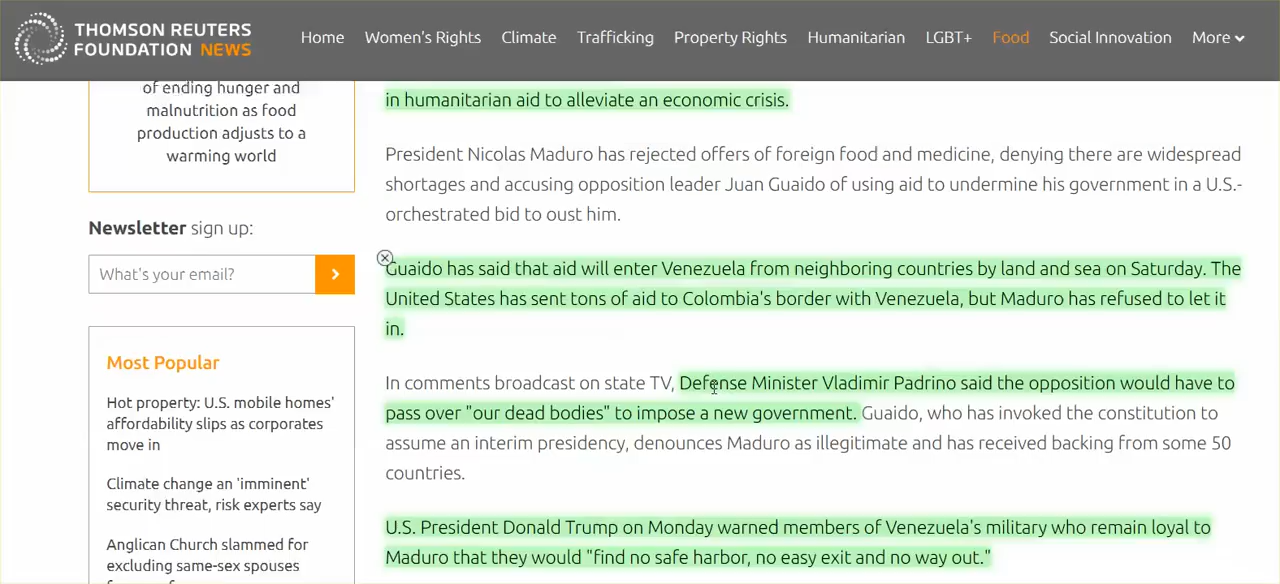 THOMSON REUTERS
FOUNDATION NEWS
Home Women's Rights Climate Trafficking Property Rights Humanitarian LGBT+ Food Social Innovation More
of ending hunger and
malnutrition as food
production adjusts to a
warming world
Newsletter sign up:
What's your email?
Most Popular
Hot property: U.S. mobile homes'
affordability slips as corporates
move in
Climate change an 'imminent'
security threat, risk experts say
Anglican Church slammed for
excluding same-sex spouses
in humanitarian aid to alleviate an economic crisis.
President Nicolas Maduro has rejected offers of foreign food and medicine, denying there are widespread
shortages and accusing opposition leader Juan Guaido of using aid to undermine his government in a U.S.-
orchestrated bid to oust him.
Guaido has said that aid will enter Venezuela from neighboring countries by land and sea on Saturday. The
United States has sent tons of aid to Colombia's border with Venezuela, but Maduro has refused to let it
in.
In comments broadcast on state TV, Defense Minister Vladimir Padrino said the opposition would have to
pass over "our dead bodies" to impose a new government. Guaido, who has invoked the constitution to
assume an interim presidency, denounces Maduro as illegitimate and has received backing from some 50
countries.
U.S. President Donald Trump on Monday warned members of Venezuela's military who remain loyal to
Maduro that they would "find no safe harbor, no easy exit and no way out."